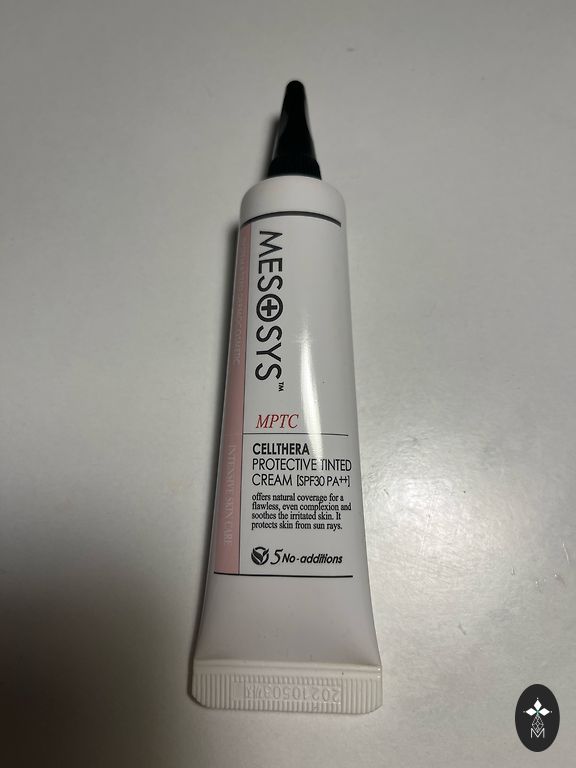 MESOSYS™
MPTC
CELLTHERA
PROTECTIVE TINTED
CREAM [SPF30 PA++]
offers natural coverage for a
flawless, even complexion and
soothes the irritated skin. It
protects skin from sun rays.
5 No-additions
INTENSIVE SUN CARE
M